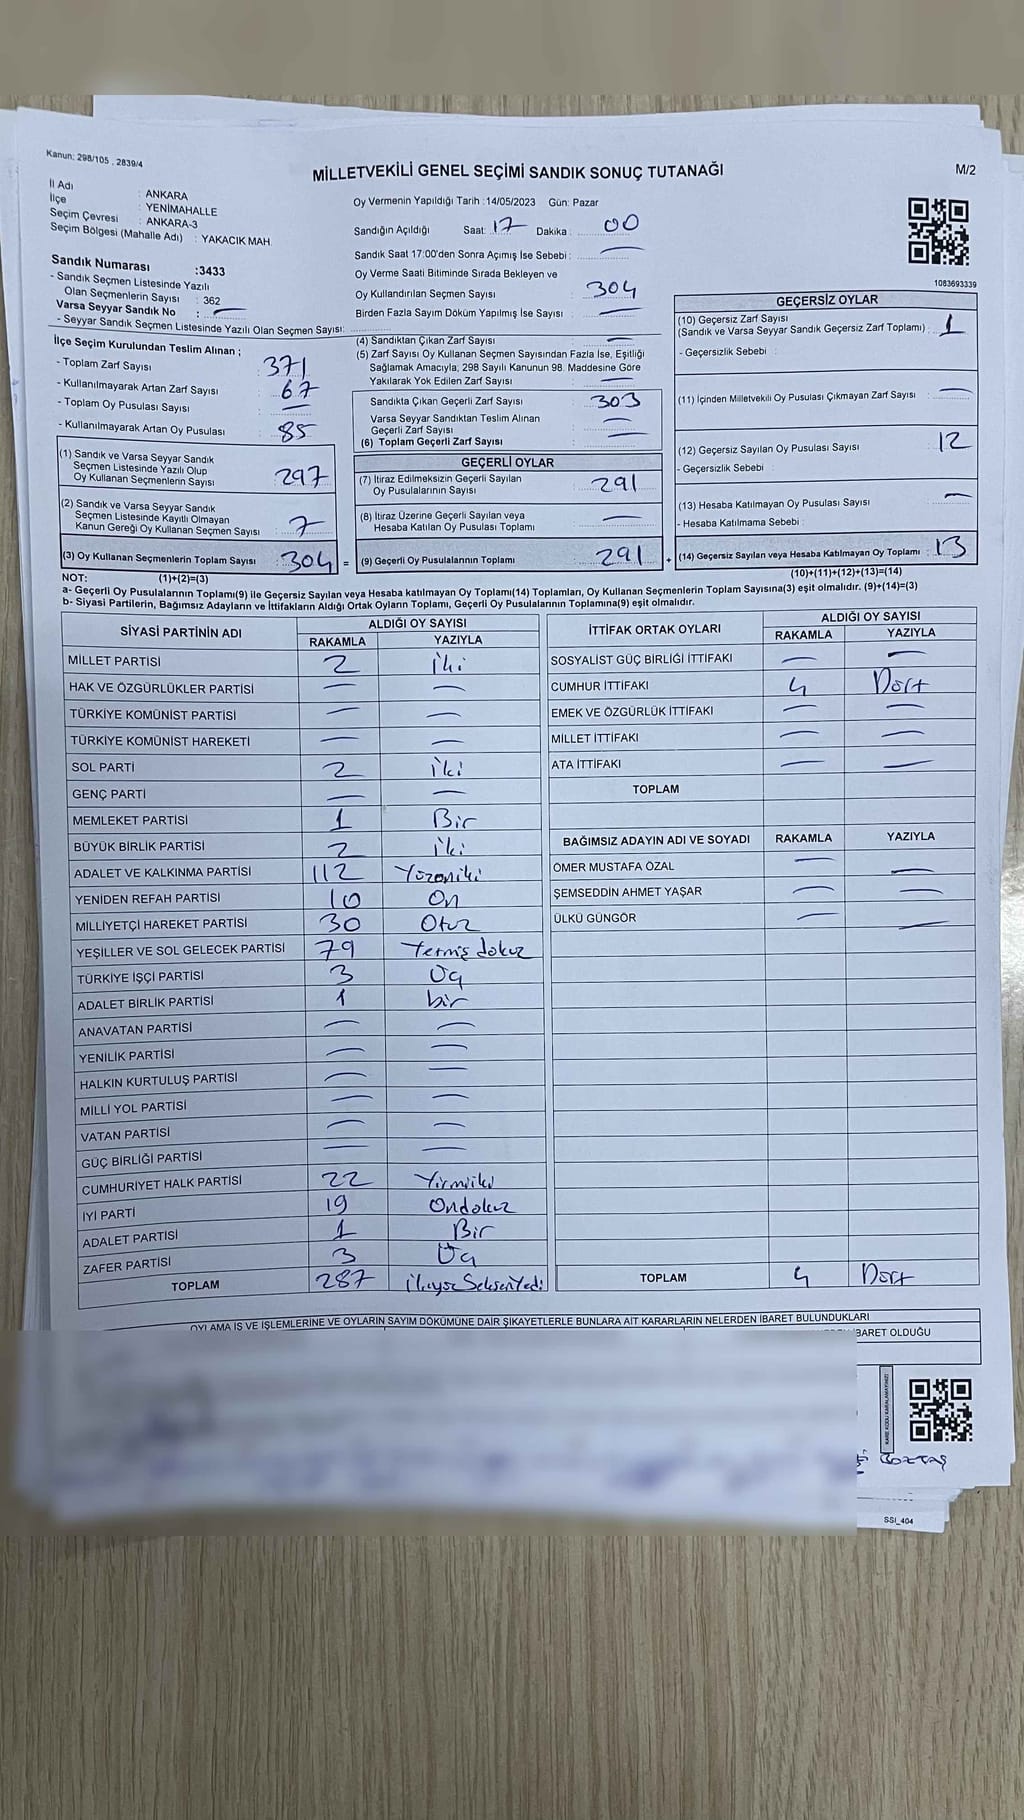 Kanun: 298/105 , 2839/4
MİLLETVEKİLİ GENEL SEÇİMİ SANDIK SONUÇ TUTANAĞI
M/2
İl Adı : ANKARA
İlçe : YENİMAHALLE
Seçim Çevresi : ANKARA-3
Seçim Bölgesi (Mahalle Adı) : YAKACIK MAH.
Sandık Numarası :3433
- Sandık Seçmen Listesinde Yazılı
Olan Seçmenlerin Sayısı : 362
Varsa Seyyar Sandık No : —
- Seyyar Sandık Seçmen Listesinde Yazılı Olan Seçmen Sayısı:
Oy Vermenin Yapıldığı Tarih :14/05/2023 Gün: Pazar
Sandığın Açıldığı Saat: 17 Dakika : 00
Sandık Saat 17:00'den Sonra Açımış İse Sebebi : —
Oy Verme Saati Bitiminde Sırada Bekleyen ve
Oy Kullandırılan Seçmen Sayısı 304
Birden Fazla Sayım Döküm Yapılmış İse Sayısı —
1083693339
İlçe Seçim Kurulundan Teslim Alınan ;
- Toplam Zarf Sayısı : 371
- Kullanılmayarak Artan Zarf Sayısı : 67
- Toplam Oy Pusulası Sayısı : —
- Kullanılmayarak Artan Oy Pusulası : 85
(1) Sandık ve Varsa Seyyar Sandık
Seçmen Listesinde Yazılı Olup
Oy Kullanan Seçmenlerin Sayısı : 297
(2) Sandık ve Varsa Seyyar Sandık
Seçmen Listesinde Kayıtlı Olmayan
Kanun Gereği Oy Kullanan Seçmen Sayısı : 7
(3) Oy Kullanan Seçmenlerin Toplam Sayısı : 304 =
(4) Sandıktan Çıkan Zarf Sayısı —
(5) Zarf Sayısı Oy Kullanan Seçmen Sayısından Fazla İse, Eşitliği
Sağlamak Amacıyla; 298 Sayılı Kanunun 98. Maddesine Göre
Yakılarak Yok Edilen Zarf Sayısı —
Sandıkta Çıkan Geçerli Zarf Sayısı 303
Varsa Seyyar Sandıktan Teslim Alınan
Geçerli Zarf Sayısı —
(6) Toplam Geçerli Zarf Sayısı —
GEÇERLİ OYLAR
(7) İtiraz Edilmeksizin Geçerli Sayılan
Oy Pusulalarının Sayısı 291
(8) İtiraz Üzerine Geçerli Sayılan veya
Hesaba Katılan Oy Pusulası Toplamı —
(9) Geçerli Oy Pusulalarının Toplamı 291 +
GEÇERSİZ OYLAR
(10) Geçersiz Zarf Sayısı
(Sandık ve Varsa Seyyar Sandık Geçersiz Zarf Toplamı) : 1
- Geçersizlik Sebebi :
(11) İçinden Milletvekili Oy Pusulası Çıkmayan Zarf Sayısı : —
(12) Geçersiz Sayılan Oy Pusulası Sayısı 12
- Geçersizlik Sebebi :
(13) Hesaba Katılmayan Oy Pusulası Sayısı —
- Hesaba Katılmama Sebebi :
(14) Geçersiz Sayılan veya Hesaba Katılmayan Oy Toplamı : 13
NOT: (1)+(2)=(3) (10)+(11)+(12)+(13)=(14)
a- Geçerli Oy Pusulalarının Toplamı(9) ile Geçersiz Sayılan veya Hesaba katılmayan Oy Toplamı(14) Toplamları, Oy Kullanan Seçmenlerin Toplam Sayısına(3) eşit olmalıdır. (9)+(14)=(3)
b- Siyasi Partilerin, Bağımsız Adayların ve İttifakların Aldığı Ortak Oyların Toplamı, Geçerli Oy Pusulalarının Toplamına(9) eşit olmalıdır.
SİYASİ PARTİNİN ADI ALDIĞI OY SAYISI
RAKAMLA YAZIYLA
MİLLET PARTİSİ 2 iki
HAK VE ÖZGÜRLÜKLER PARTİSİ — —
TÜRKİYE KOMÜNİST PARTİSİ — —
TÜRKİYE KOMÜNİST HAREKETİ — —
SOL PARTİ 2 iki
GENÇ PARTİ — —
MEMLEKET PARTİSİ 1 Bir
BÜYÜK BİRLİK PARTİSİ 2 iki
ADALET VE KALKINMA PARTİSİ 112 Yüzoniki
YENİDEN REFAH PARTİSİ 10 On
MİLLİYETÇİ HAREKET PARTİSİ 30 Otuz
YEŞİLLER VE SOL GELECEK PARTİSİ 79 Yetmiş dokuz
TÜRKİYE İŞÇİ PARTİSİ 3 Üç
ADALET BİRLİK PARTİSİ 1 bir
ANAVATAN PARTİSİ — —
YENİLİK PARTİSİ — —
HALKIN KURTULUŞ PARTİSİ — —
MİLLİ YOL PARTİSİ — —
VATAN PARTİSİ — —
GÜÇ BİRLİĞİ PARTİSİ — —
CUMHURİYET HALK PARTİSİ 22 Yirmiiki
İYİ PARTİ 19 Ondokuz
ADALET PARTİSİ 1 Bir
ZAFER PARTİSİ 3 Üç
TOPLAM 287 ikiyüz SeksenYedi
İTTİFAK ORTAK OYLARI ALDIĞI OY SAYISI
RAKAMLA YAZIYLA
SOSYALİST GÜÇ BİRLİĞİ İTTİFAKI — —
CUMHUR İTTİFAKI 4 Dört
EMEK VE ÖZGÜRLÜK İTTİFAKI — —
MİLLET İTTİFAKI — —
ATA İTTİFAKI — —
TOPLAM
BAĞIMSIZ ADAYIN ADI VE SOYADI RAKAMLA YAZIYLA
ÖMER MUSTAFA ÖZAL — —
ŞEMSEDDİN AHMET YAŞAR — —
ÜLKÜ GÜNGÖR — —
TOPLAM 4 Dört
OYLAMA İŞ VE İŞLEMLERİNE VE OYLARIN SAYIM DÖKÜMÜNE DAİR ŞİKAYETLERLE BUNLARA AİT KARARLARIN NELERDEN İBARET BULUNDUKLARI
BARET OLDUĞU
KARE KODU KARALAMAYINIZ!
BOZTAŞ
SSİ_404